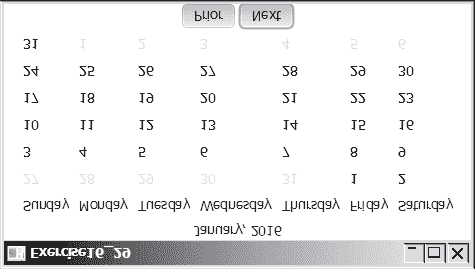 Exercise16_29
January, 2016
Sunday Monday Tuesday Wednesday Thursday Friday Saturday
27 28 29 30 31 1 2
3 4 5 6 7 8 9
10 11 12 13 14 15 16
17 18 19 20 21 22 23
24 25 26 27 28 29 30
31 1 2 3 4 5 6
Prior Next